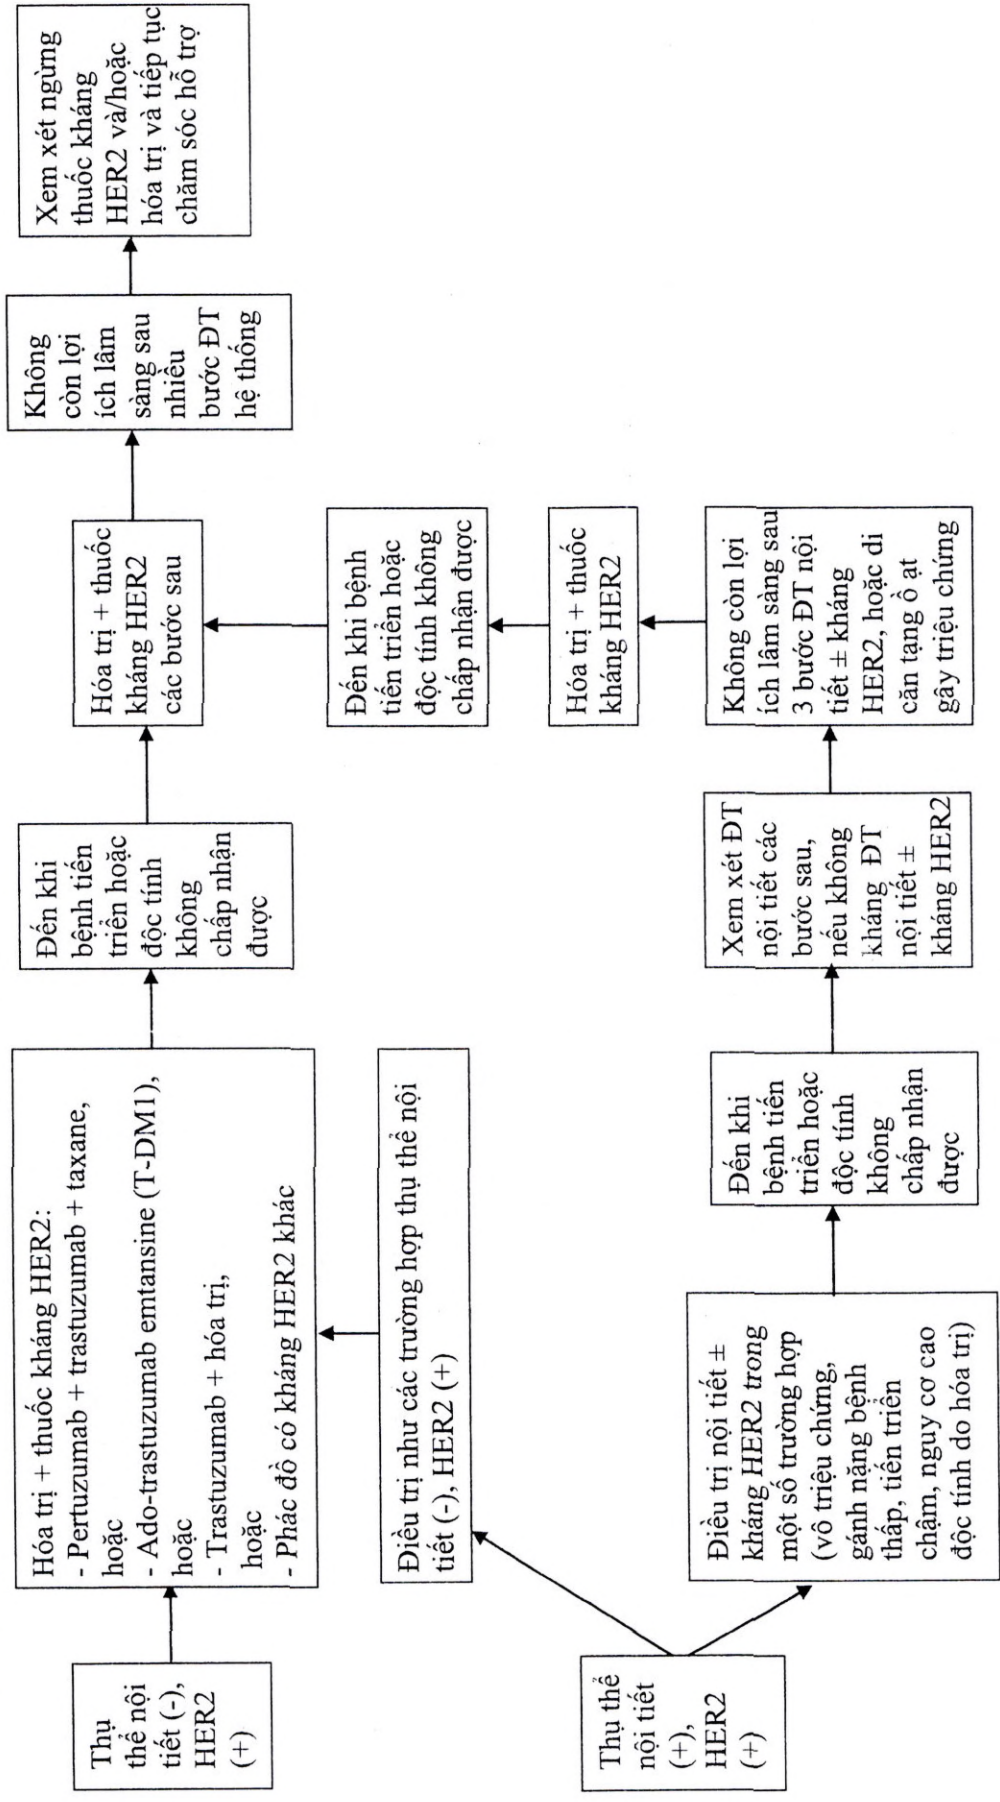 Thụ
thể nội
tiết (-),
HER2
(+)
Hóa trị + thuốc kháng HER2:
- Pertuzumab + trastuzumab + taxane,
hoặc
- Ado-trastuzumab emtansine (T-DM1),
hoặc
- Trastuzumab + hóa trị,
hoặc
- Phác đồ có kháng HER2 khác
Đến khi
bệnh tiến
triển hoặc
độc tính
không
chấp nhận
được
Hóa trị + thuốc
kháng HER2
các bước sau
Không
còn lợi
ích lâm
sàng sau
nhiều
bước ĐT
hệ thống
Xem xét ngừng
thuốc kháng
HER2 và/hoặc
hóa trị và tiếp tục
chăm sóc hỗ trợ
Điều trị như các trường hợp thụ thể nội
tiết (-), HER2 (+)
Đến khi bệnh
tiến triển hoặc
độc tính không
chấp nhận được
Hóa trị + thuốc
kháng HER2
Thụ thể
nội tiết
(+),
HER2
(+)
Điều trị nội tiết ±
kháng HER2 trong
một số trường hợp
(vô triệu chứng,
gánh nặng bệnh
thấp, tiến triển
chậm, nguy cơ cao
độc tính do hóa trị)
Đến khi
bệnh tiến
triển hoặc
độc tính
không
chấp nhận
được
Xem xét ĐT
nội tiết các
bước sau,
nếu không
kháng ĐT
nội tiết ±
kháng HER2
Không còn lợi
ích lâm sàng sau
3 bước ĐT nội
tiết ± kháng
HER2, hoặc di
căn tạng ồ ạt
gây triệu chứng